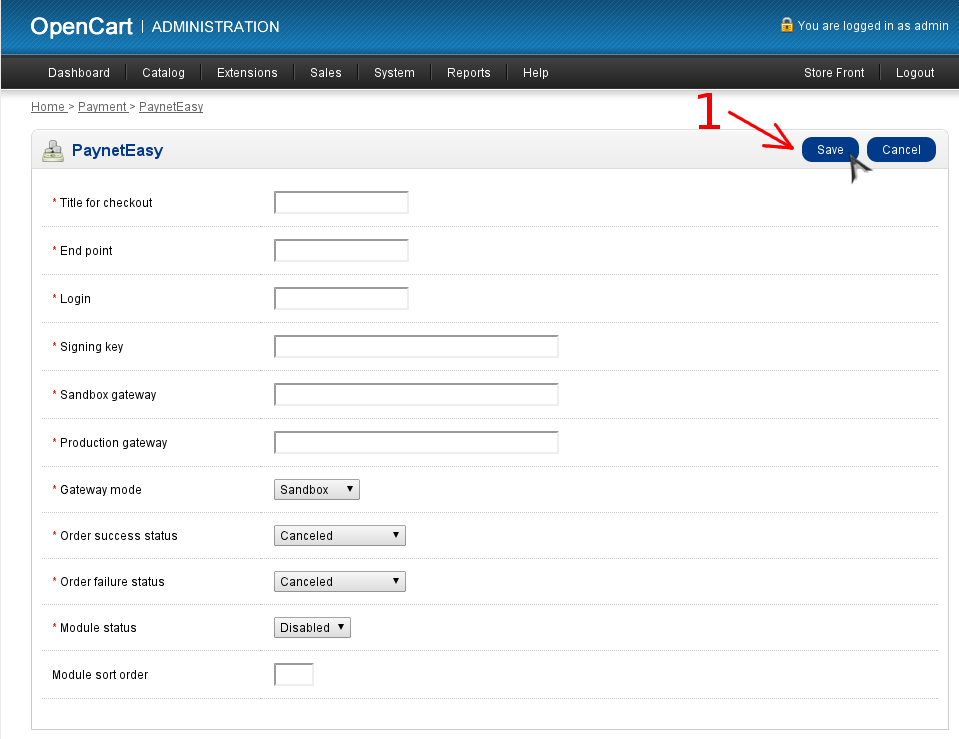 OpenCart | ADMINISTRATION
You are logged in as admin
Dashboard Catalog Extensions Sales System Reports Help Store Front Logout
Home > Payment > PaynetEasy
1
PaynetEasy Save Cancel
* Title for checkout
* End point
* Login
* Signing key
* Sandbox gateway
* Production gateway
* Gateway mode Sandbox
* Order success status Canceled
* Order failure status Canceled
* Module status Disabled
Module sort order